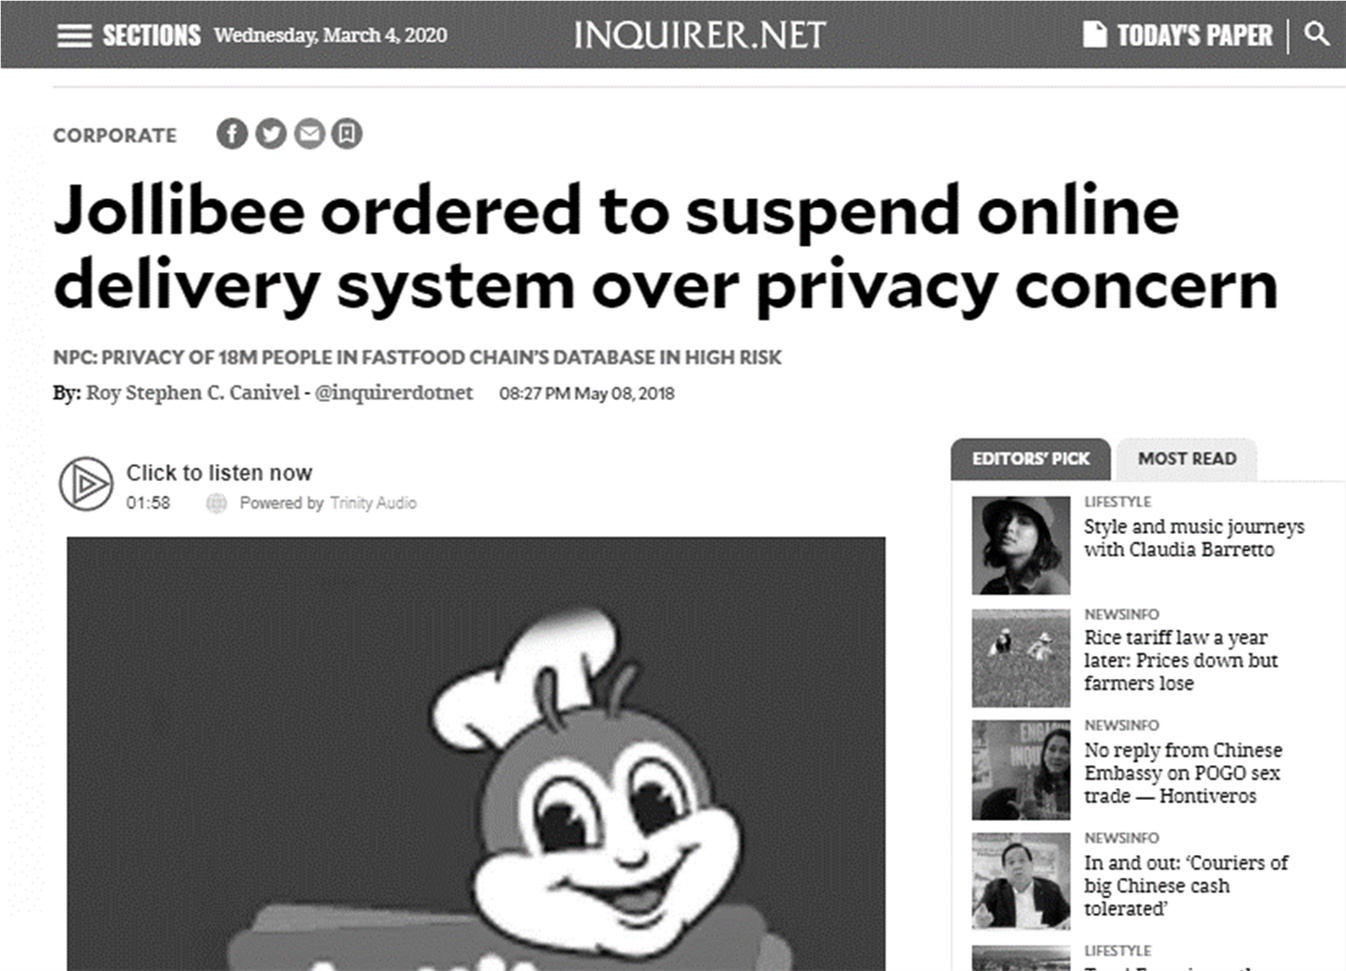 SECTIONS Wednesday, March 4, 2020 INQUIRER.NET TODAY'S PAPER
CORPORATE
Jollibee ordered to suspend online
delivery system over privacy concern
NPC: PRIVACY OF 18M PEOPLE IN FASTFOOD CHAIN'S DATABASE IN HIGH RISK
By: Roy Stephen C. Canivel - @inquirerdotnet 08:27 PM May 08, 2018
Click to listen now
01:58 Powered by Trinity Audio
EDITORS' PICK MOST READ
LIFESTYLE
Style and music journeys
with Claudia Barretto
NEWSINFO
Rice tariff law a year
later: Prices down but
farmers lose
NEWSINFO
No reply from Chinese
Embassy on POGO sex
trade — Hontiveros
NEWSINFO
In and out: ‘Couriers of
big Chinese cash
tolerated’
LIFESTYLE